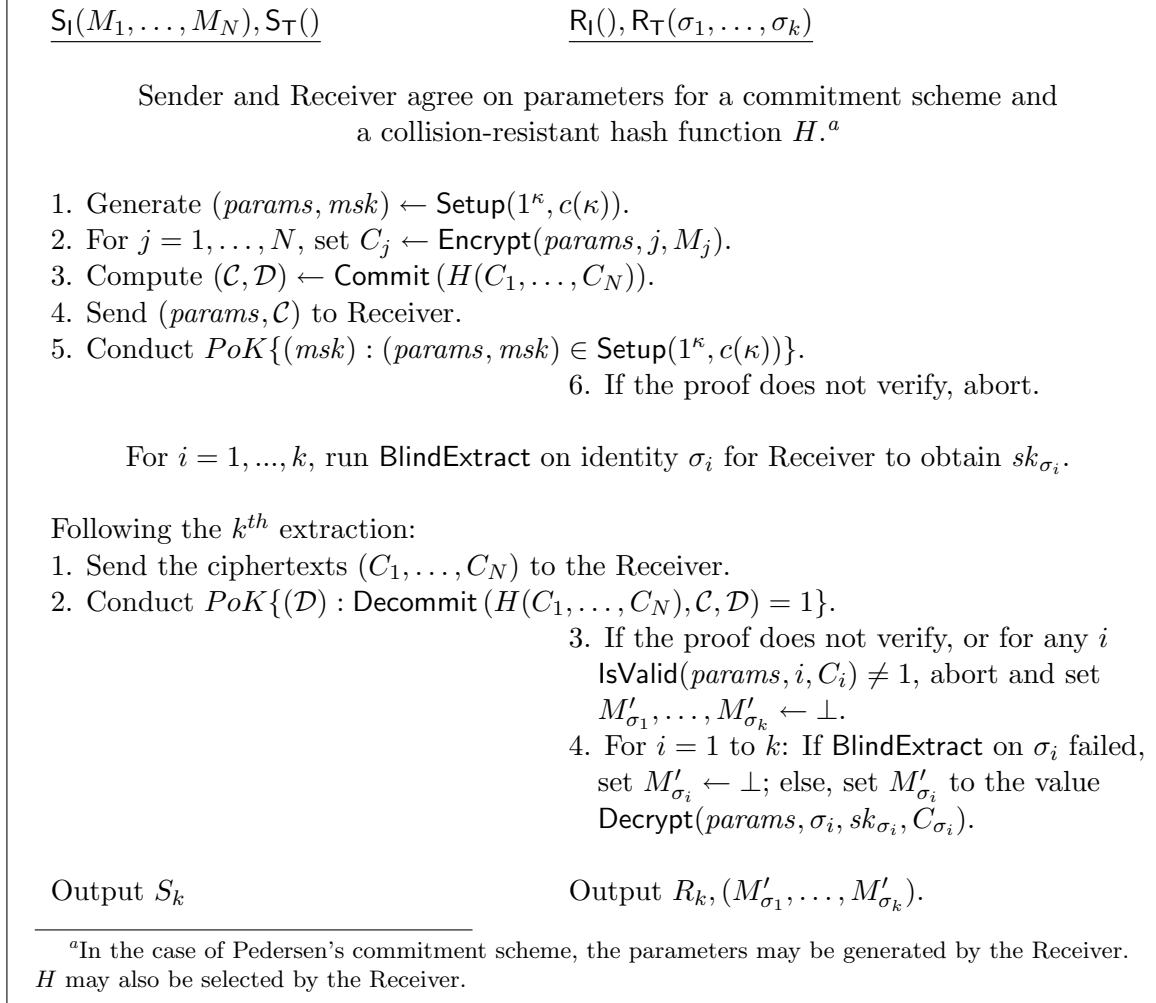 S_I(M_1, . . . , M_N), S_T() R_I(), R_T(σ_1, . . . , σ_k)
Sender and Receiver agree on parameters for a commitment scheme and
a collision-resistant hash function H.^a
1. Generate (params, msk) ← Setup(1^κ, c(κ)).
2. For j = 1, . . . , N, set C_j ← Encrypt(params, j, M_j).
3. Compute (𝒞, 𝒟) ← Commit (H(C_1, . . . , C_N)).
4. Send (params, 𝒞) to Receiver.
5. Conduct PoK{(msk) : (params, msk) ∈ Setup(1^κ, c(κ))}.
6. If the proof does not verify, abort.
For i = 1, ..., k, run BlindExtract on identity σ_i for Receiver to obtain sk_{σ_i}.
Following the k^{th} extraction:
1. Send the ciphertexts (C_1, . . . , C_N) to the Receiver.
2. Conduct PoK{(𝒟) : Decommit (H(C_1, . . . , C_N), 𝒞, 𝒟) = 1}.
3. If the proof does not verify, or for any i
IsValid(params, i, C_i) ≠ 1, abort and set
M′_{σ_1}, . . . , M′_{σ_k} ← ⊥.
4. For i = 1 to k: If BlindExtract on σ_i failed,
set M′_{σ_i} ← ⊥; else, set M′_{σ_i} to the value
Decrypt(params, σ_i, sk_{σ_i}, C_{σ_i}).
Output S_k Output R_k, (M′_{σ_1}, . . . , M′_{σ_k}).
^aIn the case of Pedersen's commitment scheme, the parameters may be generated by the Receiver.
H may also be selected by the Receiver.